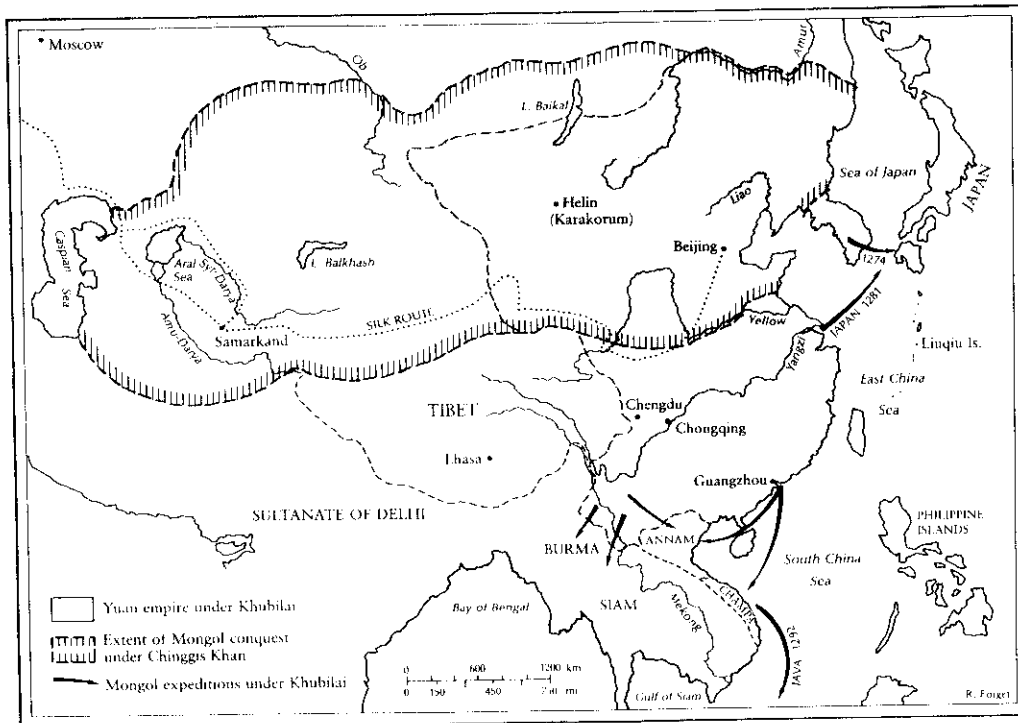 Moscow
Ob
Amur
L. Baikal
Sea of Japan
JAPAN
Helin
(Karakorum)
Liao
Beijing
1274
Caspian
Sea
Aral
Sea
Syr-Darya
L. Balkhash
SILK ROUTE
Samarkand
Amu-Darya
Yellow
JAPAN 1281
Yangzi
Liuqiu Is.
East China
Sea
TIBET
Chengdu
Chongqing
Lhasa
Guangzhou
SULTANATE OF DELHI
PHILIPPINE
ISLANDS
BURMA
ANNAM
South China
Sea
Yuan empire under Khubilai
SIAM
Mekong
CHAMPA
Bay of Bengal
Extent of Mongol conquest
under Chinggis Khan
JAVA 1292
0 600 1200 km
0 150 450 750 mi
Mongol expeditions under Khubilai
Gulf of Siam
R. Forget